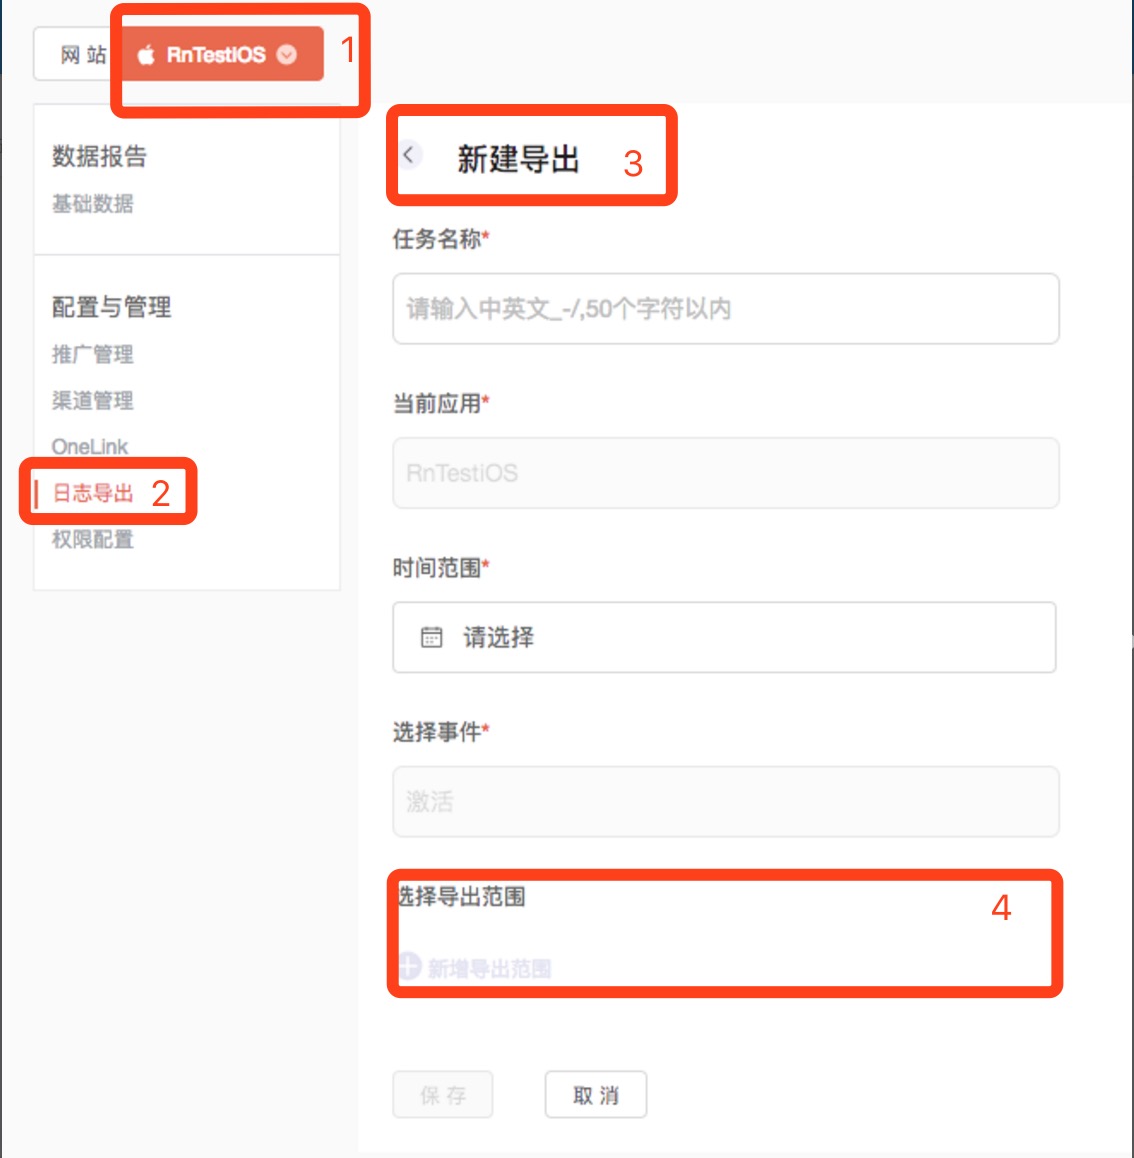 网站
RnTestIOS
1
数据报告
基础数据
配置与管理
推广管理
渠道管理
OneLink
日志导出 2
权限配置
新建导出 3
任务名称*
请输入中英文_-/,50个字符以内
当前应用*
RnTestiOS
时间范围*
请选择
选择事件*
激活
选择导出范围
4
新增导出范围
保存
取消